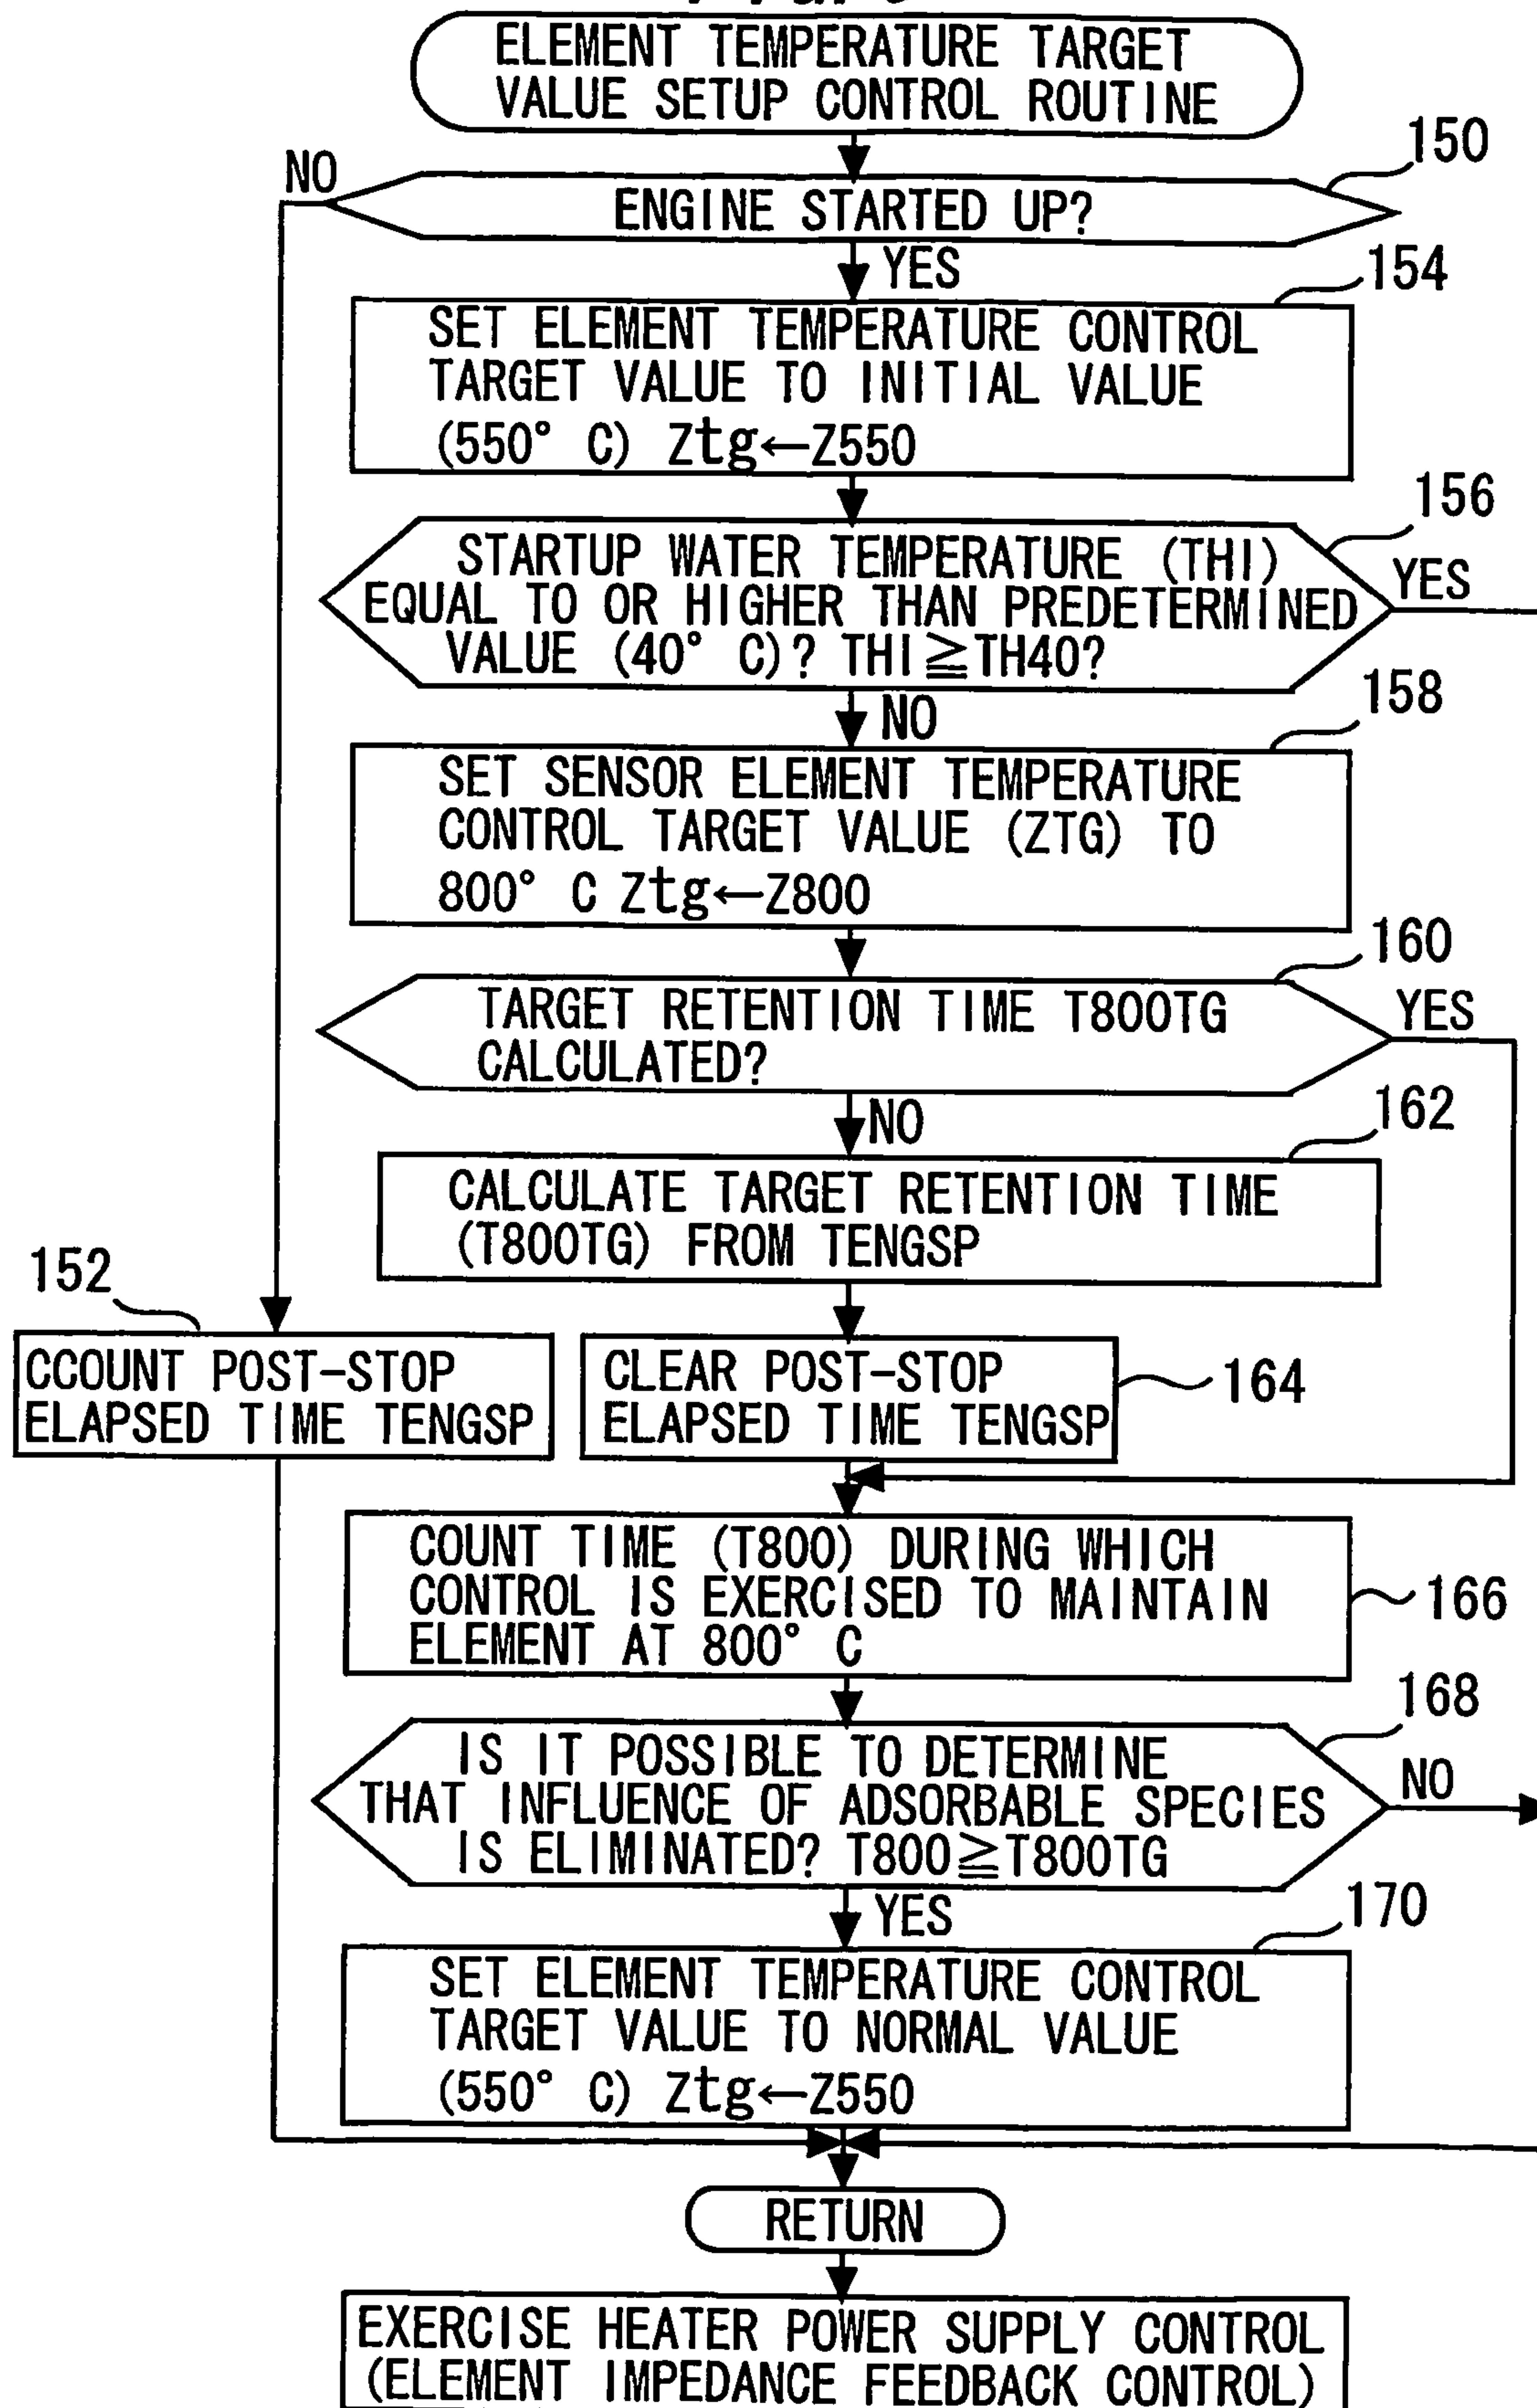 ELEMENT TEMPERATURE TARGET
VALUE SETUP CONTROL ROUTINE
150
NO
ENGINE STARTED UP?
YES
154
SET ELEMENT TEMPERATURE CONTROL
TARGET VALUE TO INITIAL VALUE
(550° C) Ztg←Z550
156
STARTUP WATER TEMPERATURE (THI)
EQUAL TO OR HIGHER THAN PREDETERMINED
VALUE (40° C)? THI≧TH40?
YES
NO
158
SET SENSOR ELEMENT TEMPERATURE
CONTROL TARGET VALUE (ZTG) TO
800° C Ztg←Z800
160
TARGET RETENTION TIME T800TG
CALCULATED?
YES
NO
162
CALCULATE TARGET RETENTION TIME
(T800TG) FROM TENGSP
152
CCOUNT POST-STOP
ELAPSED TIME TENGSP
CLEAR POST-STOP
ELAPSED TIME TENGSP
164
COUNT TIME (T800) DURING WHICH
CONTROL IS EXERCISED TO MAINTAIN
ELEMENT AT 800° C
166
168
IS IT POSSIBLE TO DETERMINE
THAT INFLUENCE OF ADSORBABLE SPECIES
IS ELIMINATED? T800≧T800TG
NO
YES
170
SET ELEMENT TEMPERATURE CONTROL
TARGET VALUE TO NORMAL VALUE
(550° C) Ztg←Z550
RETURN
EXERCISE HEATER POWER SUPPLY CONTROL
(ELEMENT IMPEDANCE FEEDBACK CONTROL)